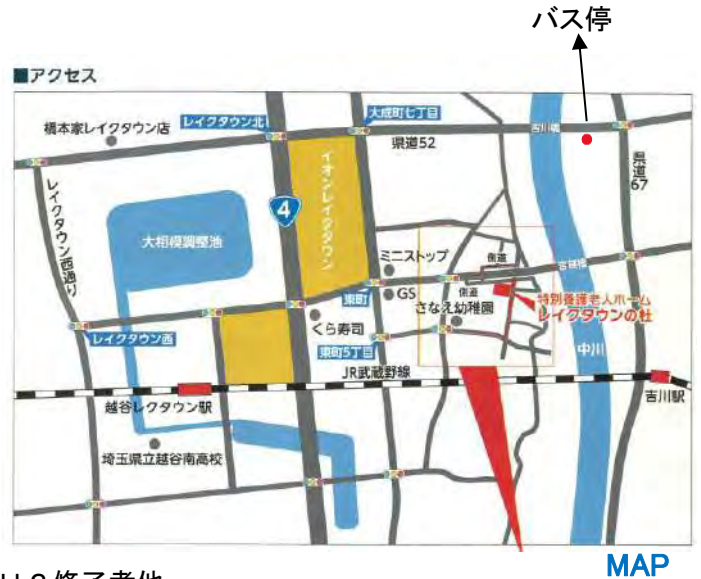 バス停
■アクセス
橋本家レイクタウン店
レイクタウン北
大成町七丁目
吉川橋
県道52
県道67
レイクタウン西通り
イオンレイクタウン
4
大相模調整池
ミニストップ
側道
吉越橋
東町
GS
側道
特別養護老人ホーム
レイクタウンの杜
さなえ幼稚園
くら寿司
レイクタウン西
東町5丁目
中川
JR武蔵野線
越谷レクタウン駅
吉川駅
埼玉県立越谷南高校
MAP